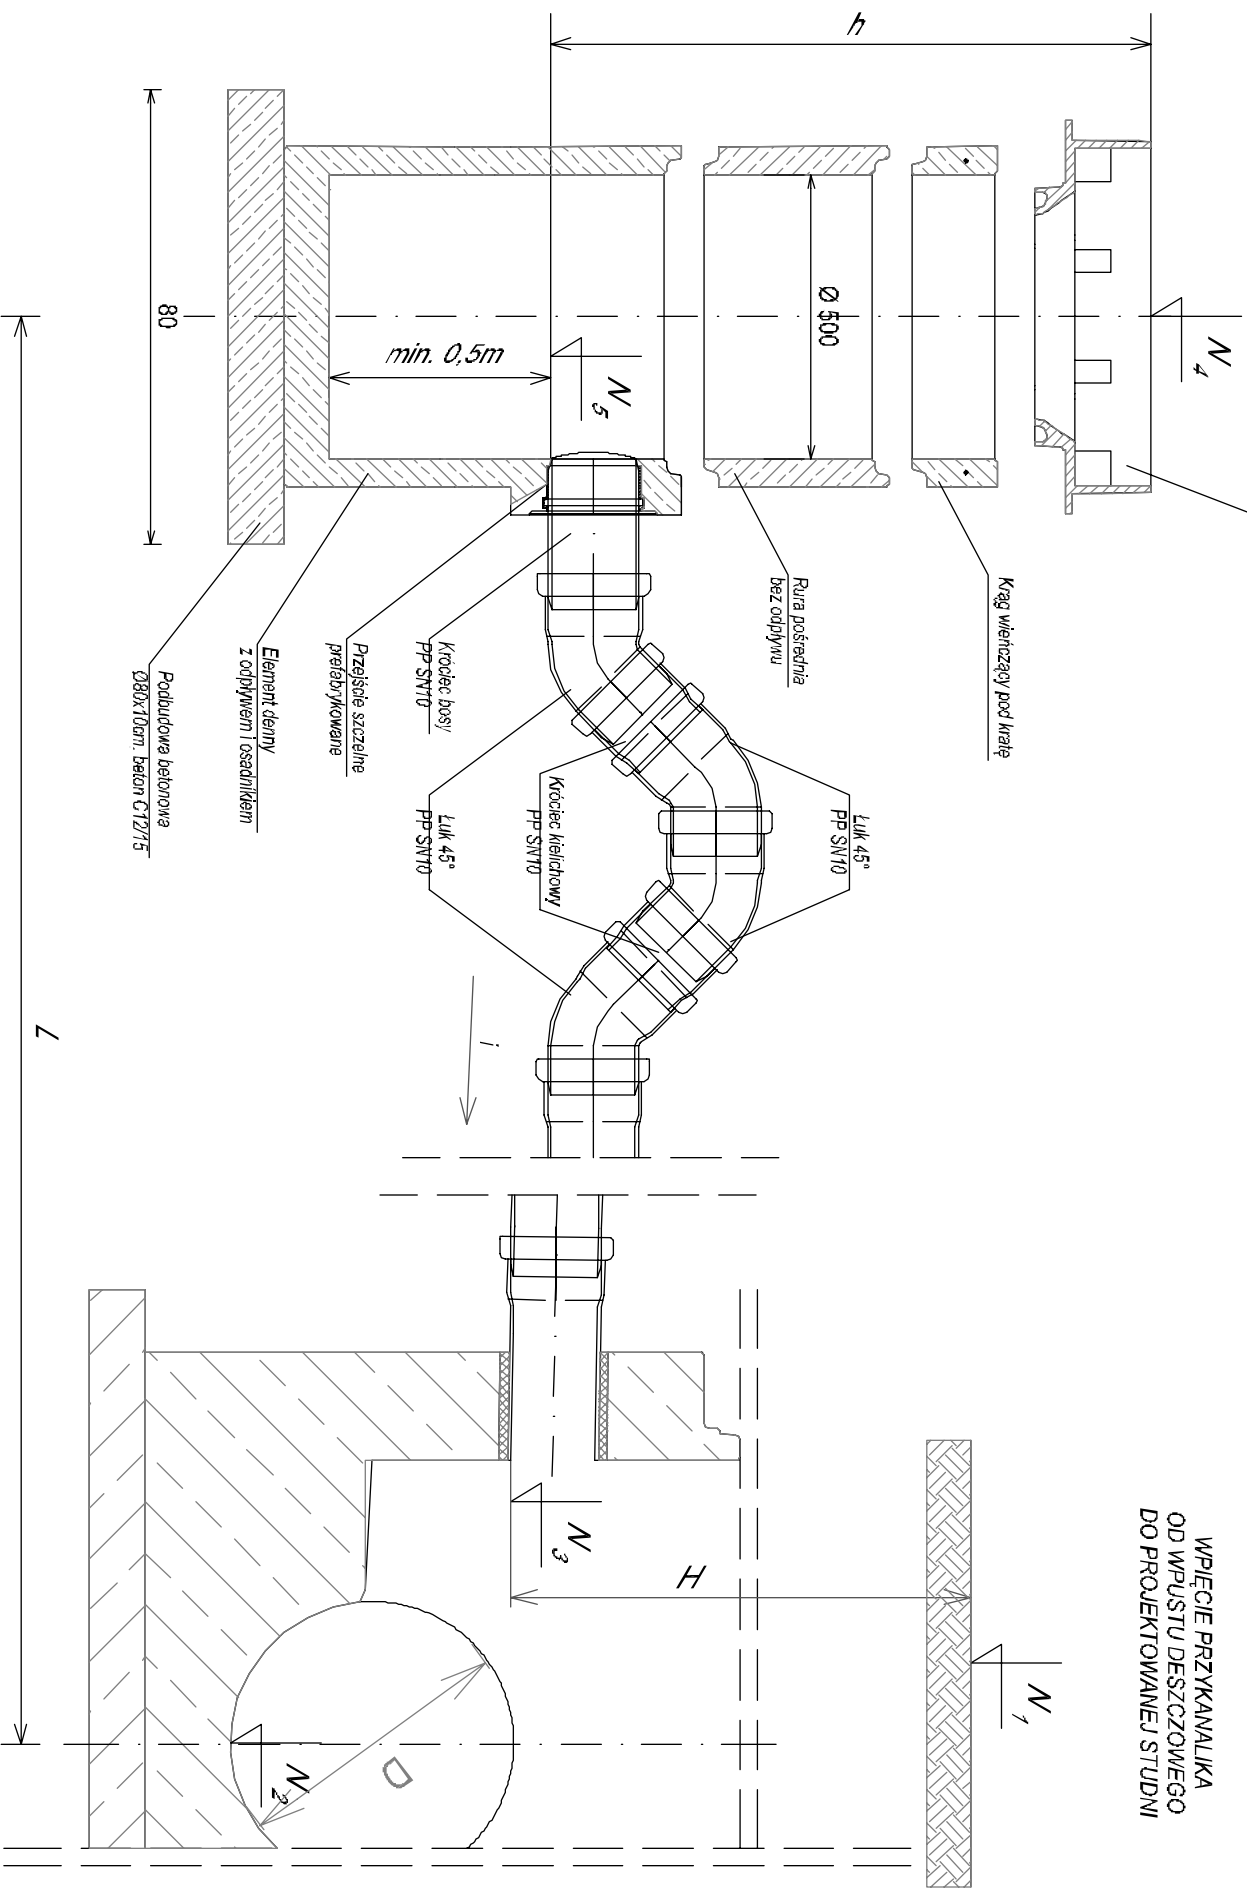 WPIĘCIE PRZYKANALIKA
OD WPUSTU DESZCZOWEGO
DO PROJEKTOWANEJ STUDNI
h
N4
N1
Krąg wieńczący pod kratę
Rura pośrednia
bez odpływu
Ø 500
Łuk 45°
PP SN10
H
N5
N3
Króciec kielichowy
PP SN10
min. 0,5m
Króciec bosy
PP SN10
Łuk 45°
PP SN10
i
Przejście szczelne
prefabrykowane
D
N2
Element denny
z odpływem i osadnikiem
80
Podbudowa betonowa
Ø80x10cm. beton C12/15
L